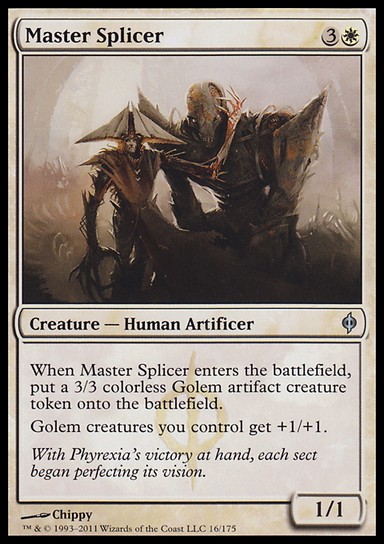 Master Splicer 3
Creature — Human Artificer
When Master Splicer enters the battlefield,
put a 3/3 colorless Golem artifact creature
token onto the battlefield.
Golem creatures you control get +1/+1.
With Phyrexia's victory at hand, each sect
began perfecting its vision.
Chippy
1/1
™ & © 1993–2011 Wizards of the Coast LLC 16/175